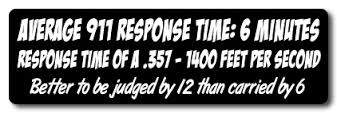 AVERAGE 911 RESPONSE TIME: 6 MINUTES
RESPONSE TIME OF A .357 - 1400 FEET PER SECOND
Better to be judged by 12 than carried by 6